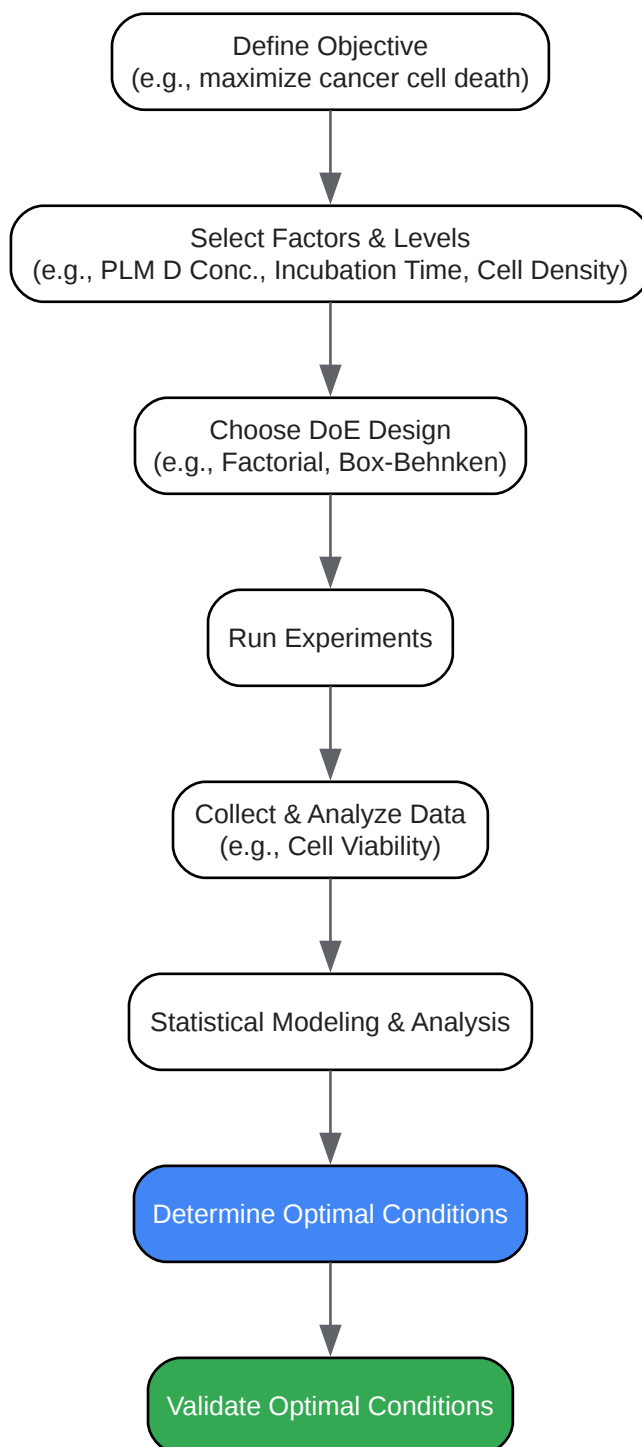 Define Objective
(e.g., maximize cancer cell death)
Select Factors & Levels
(e.g., PLM D Conc., Incubation Time, Cell Density)
Choose DoE Design
(e.g., Factorial, Box-Behnken)
Run Experiments
Collect & Analyze Data
(e.g., Cell Viability)
Statistical Modeling & Analysis
Determine Optimal Conditions
Validate Optimal Conditions